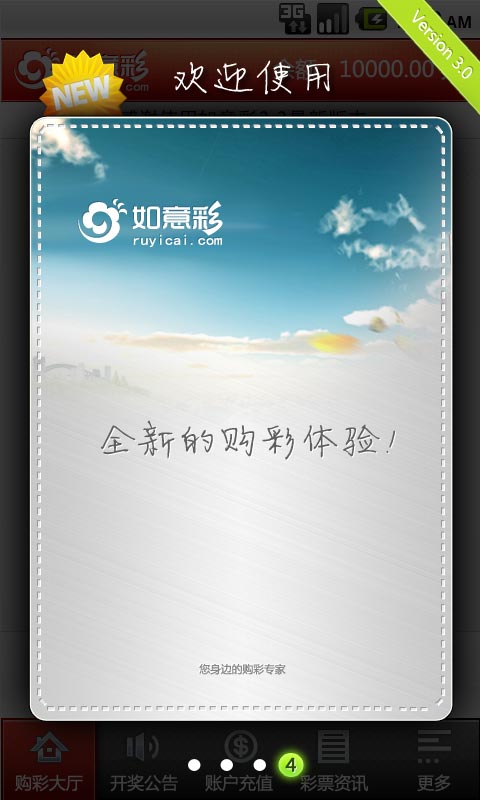 3G
AM
Version 3.0
NEW
欢迎使用
10000.00
如意彩
ruyicai.com
全新的购彩体验!
您身边的购彩专家
4
购彩大厅
开奖公告
账户充值
彩票资讯
更多